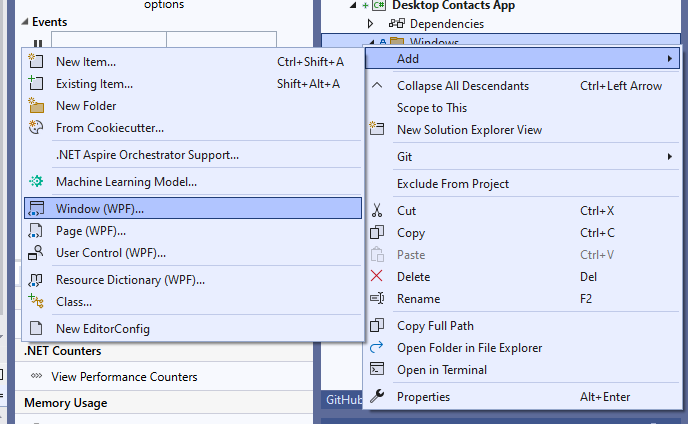 options
Events
Desktop Contacts App
Dependencies
Windows
New Item... Ctrl+Shift+A
Existing Item... Shift+Alt+A
New Folder
From Cookiecutter...
.NET Aspire Orchestrator Support...
Machine Learning Model...
Window (WPF)...
Page (WPF)...
User Control (WPF)...
Resource Dictionary (WPF)...
Class...
New EditorConfig
.NET Counters
View Performance Counters
Memory Usage
Add
Collapse All Descendants Ctrl+Left Arrow
Scope to This
New Solution Explorer View
Git
Exclude From Project
Cut Ctrl+X
Copy Ctrl+C
Paste Ctrl+V
Delete Del
Rename F2
Copy Full Path
Open Folder in File Explorer
Open in Terminal
Properties Alt+Enter
GitHub